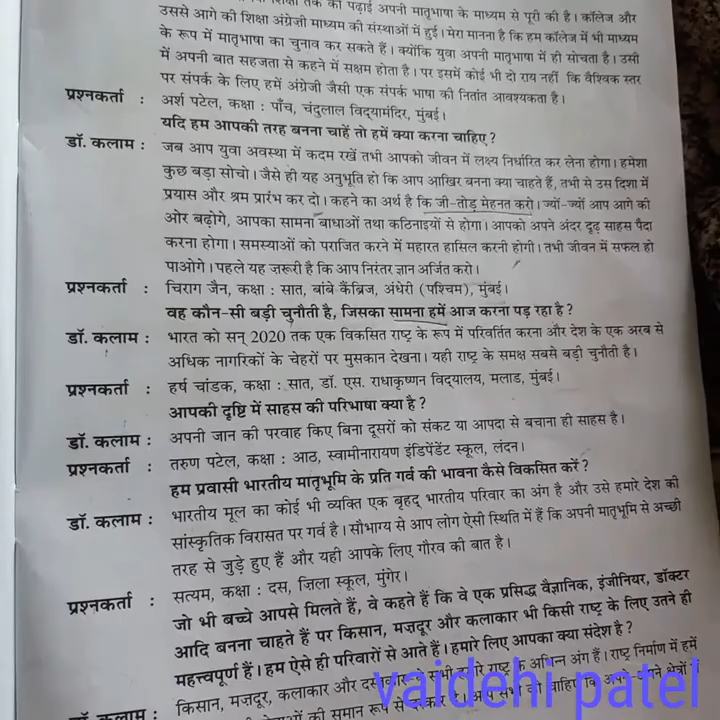 शिक्षा तक की पढ़ाई अपनी मातृभाषा के माध्यम से पूरी की है। कॉलेज और
उससे आगे की शिक्षा अंग्रेज़ी माध्यम की संस्थाओं में हुई। मेरा मानना है कि हम कॉलेज में भी माध्यम
के रूप में मातृभाषा का चुनाव कर सकते हैं। क्योंकि युवा अपनी मातृभाषा में ही सोचता है। उसी
में अपनी बात सहजता से कहने में सक्षम होता है। पर इसमें कोई भी दो राय नहीं कि वैश्विक स्तर
पर संपर्क के लिए हमें अंग्रेजी जैसी एक संपर्क भाषा की नितांत आवश्यकता है।
प्रश्नकर्ता : अर्श पटेल, कक्षा : पाँच, चंदुलाल विद्यामंदिर, मुंबई।
यदि हम आपकी तरह बनना चाहें तो हमें क्या करना चाहिए ?
डॉ. कलाम : जब आप युवा अवस्था में कदम रखें तभी आपको जीवन में लक्ष्य निर्धारित कर लेना होगा। हमेशा
कुछ बड़ा सोचो। जैसे ही यह अनुभूति हो कि आप आखिर बनना क्या चाहते हैं, तभी से उस दिशा में
प्रयास और श्रम प्रारंभ कर दो। कहने का अर्थ है कि जी-तोड़ मेहनत करो। ज्यों-ज्यों आप आगे की
ओर बढ़ोगे, आपका सामना बाधाओं तथा कठिनाइयों से होगा। आपको अपने अंदर दृढ़ साहस पैदा
करना होगा। समस्याओं को पराजित करने में महारत हासिल करनी होगी। तभी जीवन में सफल हो
पाओगे। पहले यह ज़रूरी है कि आप निरंतर ज्ञान अर्जित करो।
प्रश्नकर्ता : चिराग जैन, कक्षा : सात, बांबे कैंब्रिज, अंधेरी (पश्चिम), मुंबई।
वह कौन-सी बड़ी चुनौती है, जिसका सामना हमें आज करना पड़ रहा है ?
डॉ. कलाम : भारत को सन् 2020 तक एक विकसित राष्ट्र के रूप में परिवर्तित करना और देश के एक अरब से
अधिक नागरिकों के चेहरों पर मुसकान देखना। यही राष्ट्र के समक्ष सबसे बड़ी चुनौती है।
प्रश्नकर्ता : हर्ष चांडक, कक्षा : सात, डॉ. एस. राधाकृष्णन विद्यालय, मलाड, मुंबई।
आपकी दृष्टि में साहस की परिभाषा क्या है ?
डॉ. कलाम : अपनी जान की परवाह किए बिना दूसरों को संकट या आपदा से बचाना ही साहस है।
प्रश्नकर्ता : तरुण पटेल, कक्षा : आठ, स्वामीनारायण इंडिपेंडेंट स्कूल, लंदन।
हम प्रवासी भारतीय मातृभूमि के प्रति गर्व की भावना कैसे विकसित करें ?
डॉ. कलाम : भारतीय मूल का कोई भी व्यक्ति एक बृहद् भारतीय परिवार का अंग है और उसे हमारे देश की
सांस्कृतिक विरासत पर गर्व है। सौभाग्य से आप लोग ऐसी स्थिति में हैं कि अपनी मातृभूमि से अच्छी
तरह से जुड़े हुए हैं और यही आपके लिए गौरव की बात है।
प्रश्नकर्ता : सत्यम, कक्षा : दस, ज़िला स्कूल, मुंगेर।
जो भी बच्चे आपसे मिलते हैं, वे कहते हैं कि वे एक प्रसिद्ध वैज्ञानिक, इंजीनियर, डॉक्टर
आदि बनना चाहते हैं पर किसान, मज़दूर और कलाकार भी किसी राष्ट्र के लिए उतने ही
महत्त्वपूर्ण हैं। हम ऐसे ही परिवारों से आते हैं। हमारे लिए आपका क्या संदेश है ?
डॉ. कलाम : किसान, मज़दूर, कलाकार और राष्ट्र के अभिन्न अंग हैं। राष्ट्र निर्माण में हमें
की समान रूप से
vaidehi patel